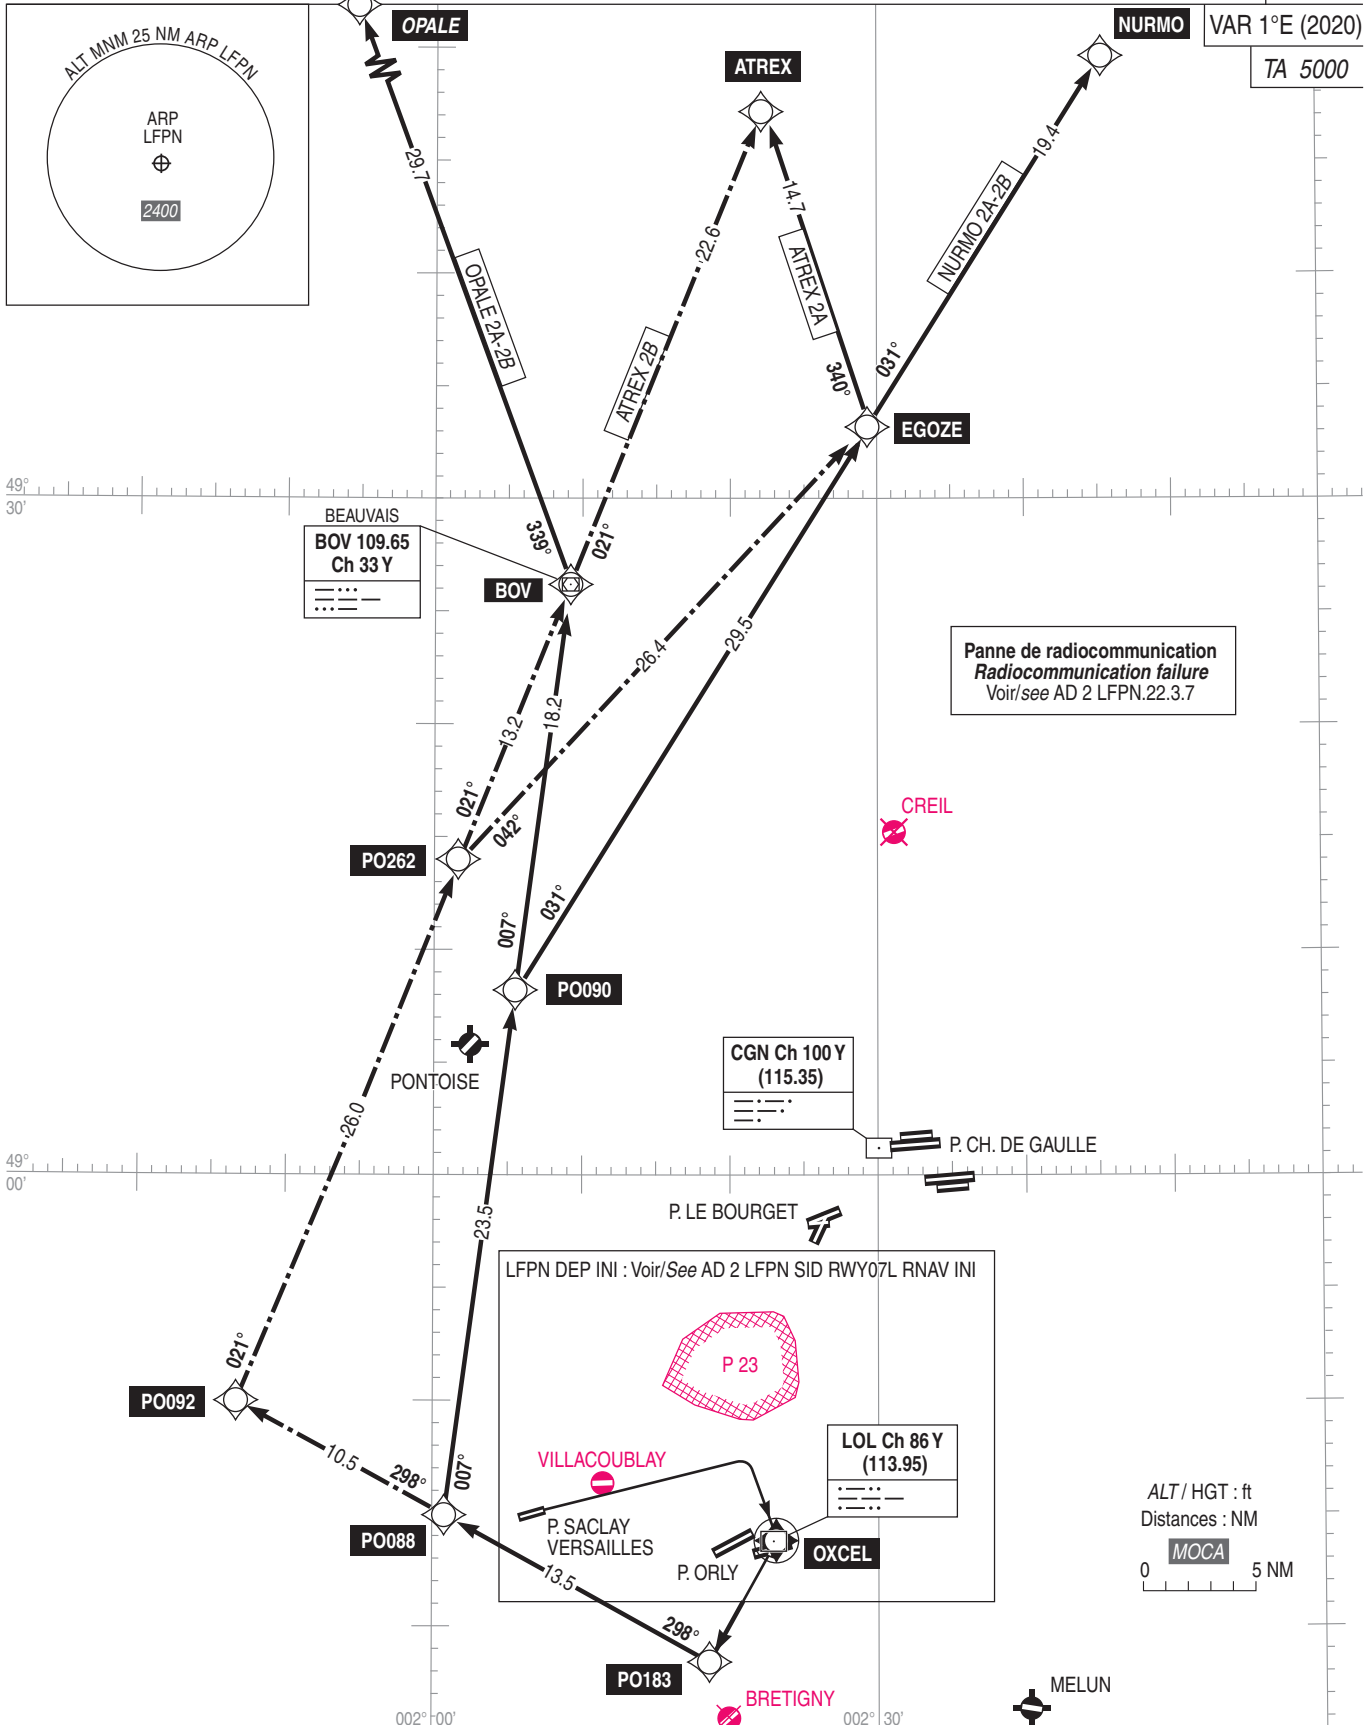 OPALE
NURMO
VAR 1°E (2020)
TA 5000
ALT MNM 25 NM ARP LFPN
ARP
LFPN
2400
ATREX
29.7
22.6
14.7
19.4
OPALE 2A-2B
ATREX 2B
ATREX 2A
NURMO 2A-2B
340°
031°
EGOZE
49°
30'
BEAUVAIS
BOV 109.65
Ch 33 Y
339°
021°
BOV
26.4
29.5
Panne de radiocommunication
Radiocommunication failure
Voir/see AD 2 LFPN.22.3.7
13.2
18.2
021°
042°
CREIL
PO262
007°
031°
PO090
PONTOISE
CGN Ch 100 Y
(115.35)
26.0
P. CH. DE GAULLE
49°
00'
23.5
P. LE BOURGET
LFPN DEP INI : Voir/See AD 2 LFPN SID RWY07L RNAV INI
P 23
021°
PO092
10.5
298°
007°
VILLACOUBLAY
LOL Ch 86 Y
(113.95)
PO088
P. SACLAY
VERSAILLES
P. ORLY
OXCEL
ALT / HGT : ft
Distances : NM
MOCA
0 5 NM
13.5
298°
PO183
BRETIGNY
MELUN
002° 00'
002° 30'